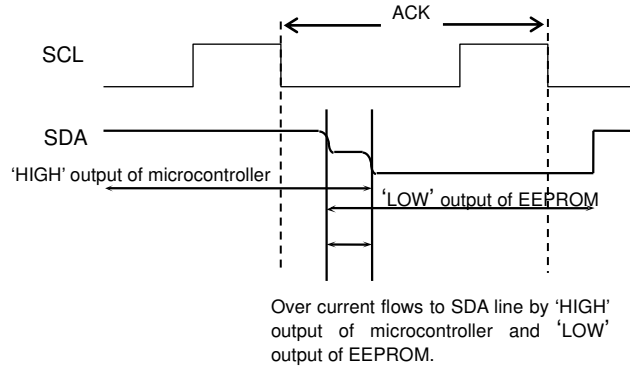 ACK
SCL
SDA
'HIGH' output of microcontroller
'LOW' output of EEPROM
Over current flows to SDA line by 'HIGH'
output of microcontroller and 'LOW'
output of EEPROM.